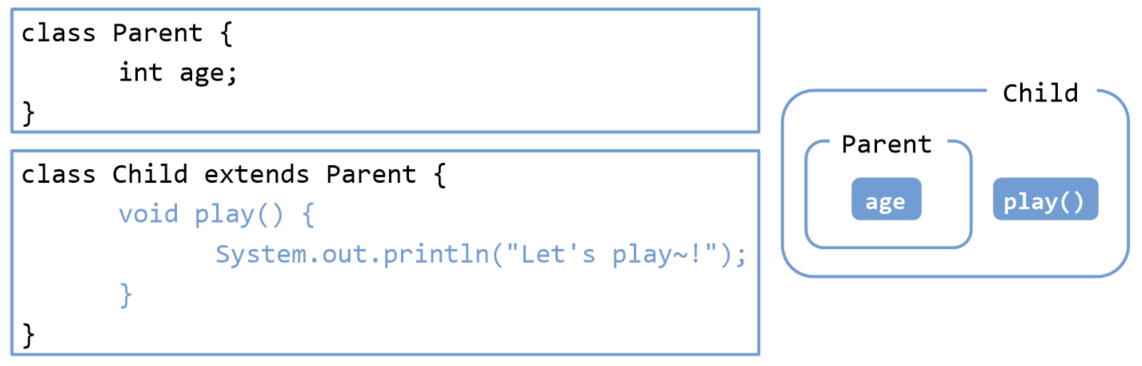 class Parent {
int age;
}
class Child extends Parent {
void play() {
System.out.println("Let's play~!");
}
}
Child
Parent
age
play()